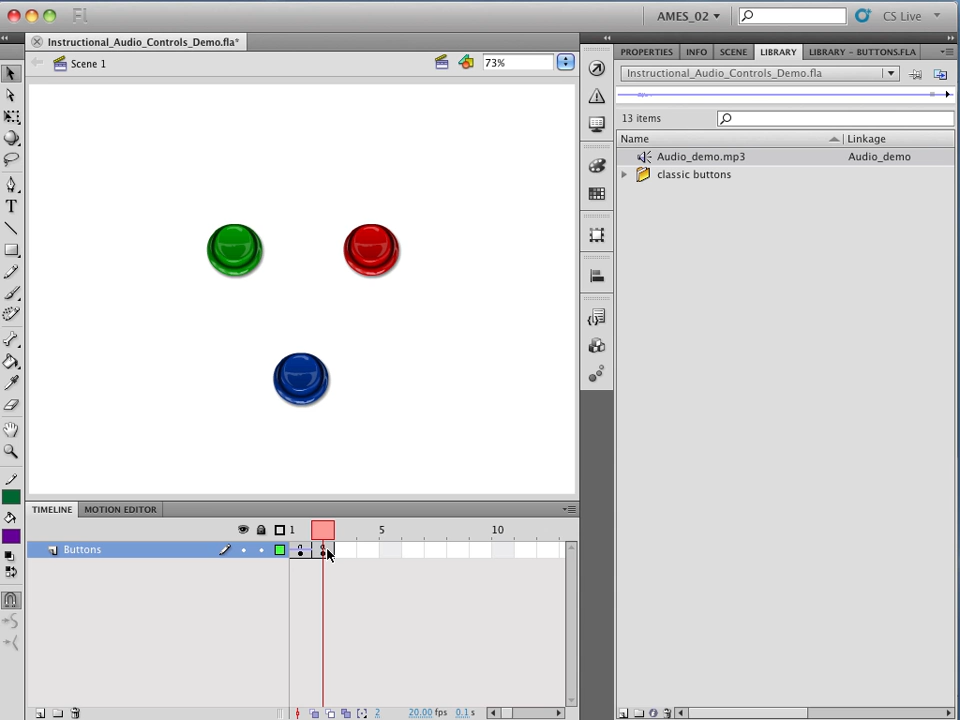 Fl
AMES_02
CS Live
Instructional_Audio_Controls_Demo.fla*
Scene 1
73%
PROPERTIES INFO SCENE LIBRARY LIBRARY – BUTTONS.FLA
Instructional_Audio_Controls_Demo.fla
13 items
Name Linkage
Audio_demo.mp3 Audio_demo
classic buttons
T
TIMELINE MOTION EDITOR
1 5 10
Buttons
2 20.00 fps 0.1 s